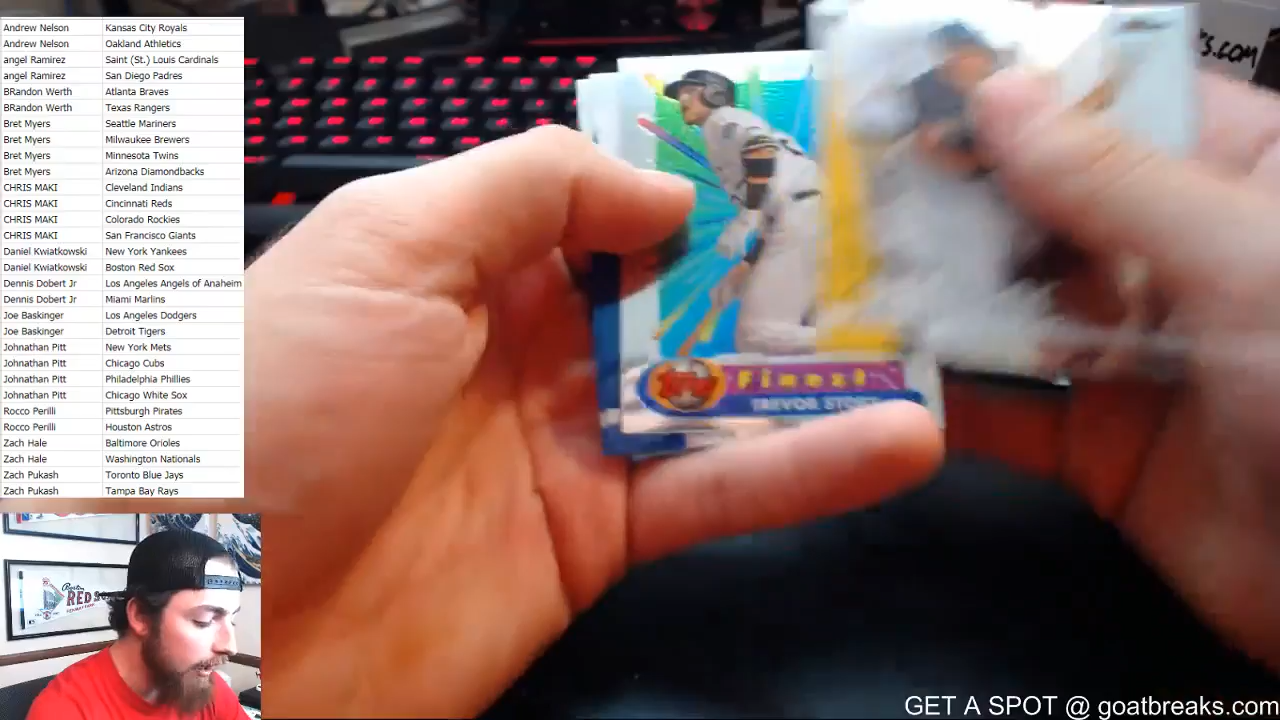 Andrew Nelson Kansas City Royals
Andrew Nelson Oakland Athletics
angel Ramirez Saint (St.) Louis Cardinals
angel Ramirez San Diego Padres
BRandon Werth Atlanta Braves
BRandon Werth Texas Rangers
Bret Myers Seattle Mariners
Bret Myers Milwaukee Brewers
Bret Myers Minnesota Twins
Bret Myers Arizona Diamondbacks
CHRIS MAKI Cleveland Indians
CHRIS MAKI Cincinnati Reds
CHRIS MAKI Colorado Rockies
CHRIS MAKI San Francisco Giants
Daniel Kwiatkowski New York Yankees
Daniel Kwiatkowski Boston Red Sox
Dennis Dobert Jr Los Angeles Angels of Anaheim
Dennis Dobert Jr Miami Marlins
Joe Baskinger Los Angeles Dodgers
Joe Baskinger Detroit Tigers
Johnathan Pitt New York Mets
Johnathan Pitt Chicago Cubs
Johnathan Pitt Philadelphia Phillies
Johnathan Pitt Chicago White Sox
Rocco Perilli Pittsburgh Pirates
Rocco Perilli Houston Astros
Zach Hale Baltimore Orioles
Zach Hale Washington Nationals
Zach Pukash Toronto Blue Jays
Zach Pukash Tampa Bay Rays
Topps Finest
TREVOR
Boston
RED
s.com
GET A SPOT @ goatbreaks.com